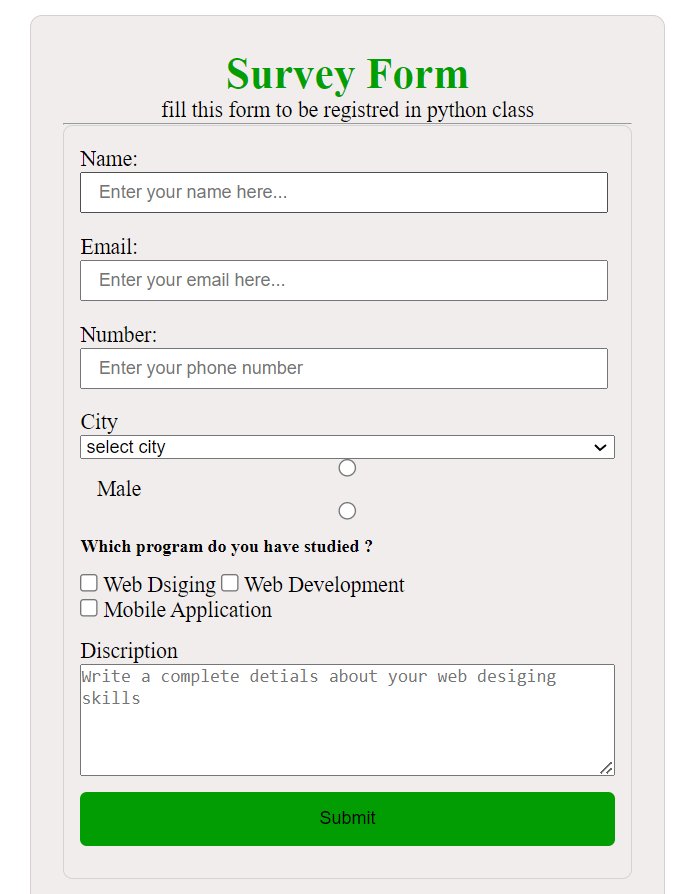 Survey Form
fill this form to be registred in python class
Name:
Enter your name here...
Email:
Enter your email here...
Number:
Enter your phone number
City
select city
Male
Which program do you have studied ?
Web Dsiging Web Development
Mobile Application
Discription
Write a complete detials about your web desiging
skills
Submit